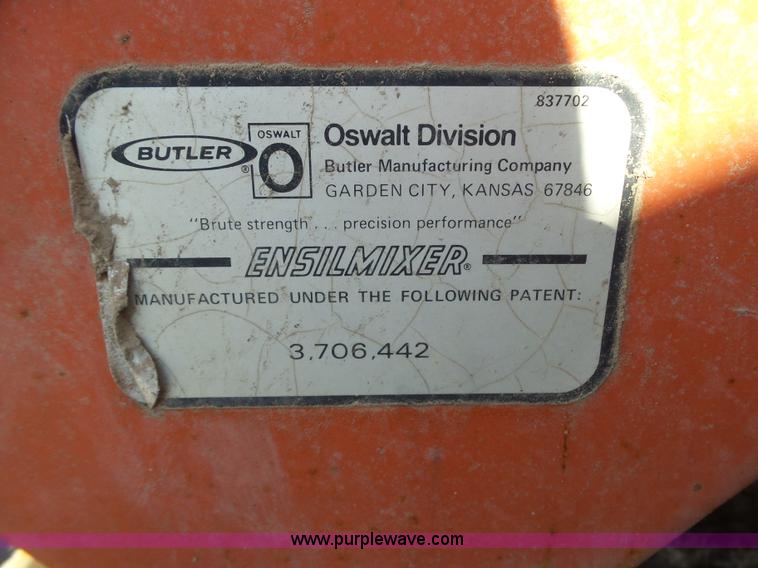 837702
BUTLER®
OSWALT
O
Oswalt Division
Butler Manufacturing Company
GARDEN CITY, KANSAS 67846
"Brute strength... precision performance"
ENSILMIXER®
MANUFACTURED UNDER THE FOLLOWING PATENT:
3,706,442
www.purplewave.com